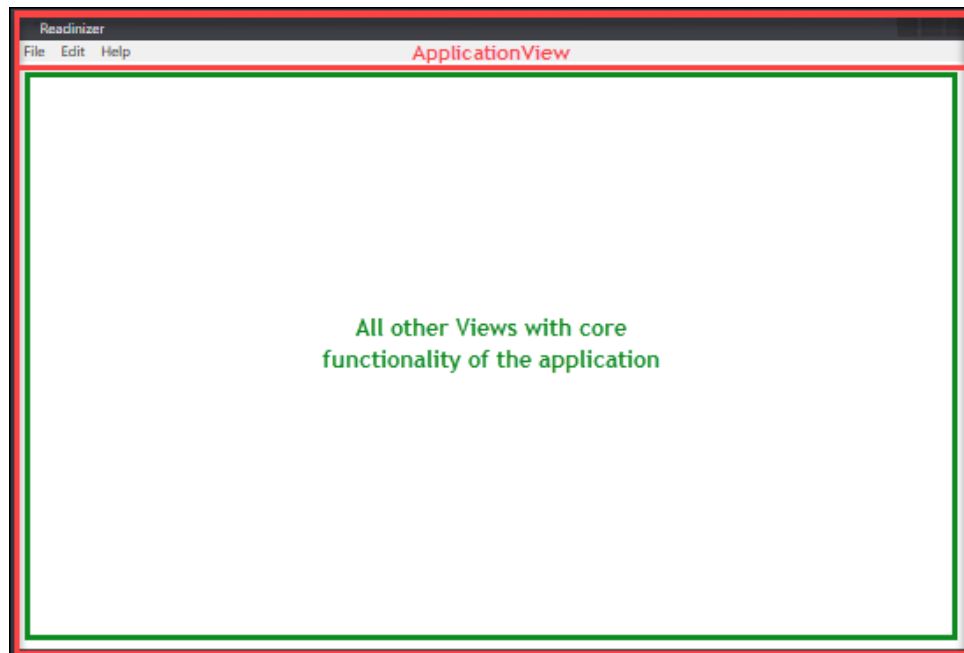 Readinizer
File Edit Help
ApplicationView
All other Views with core
functionality of the application